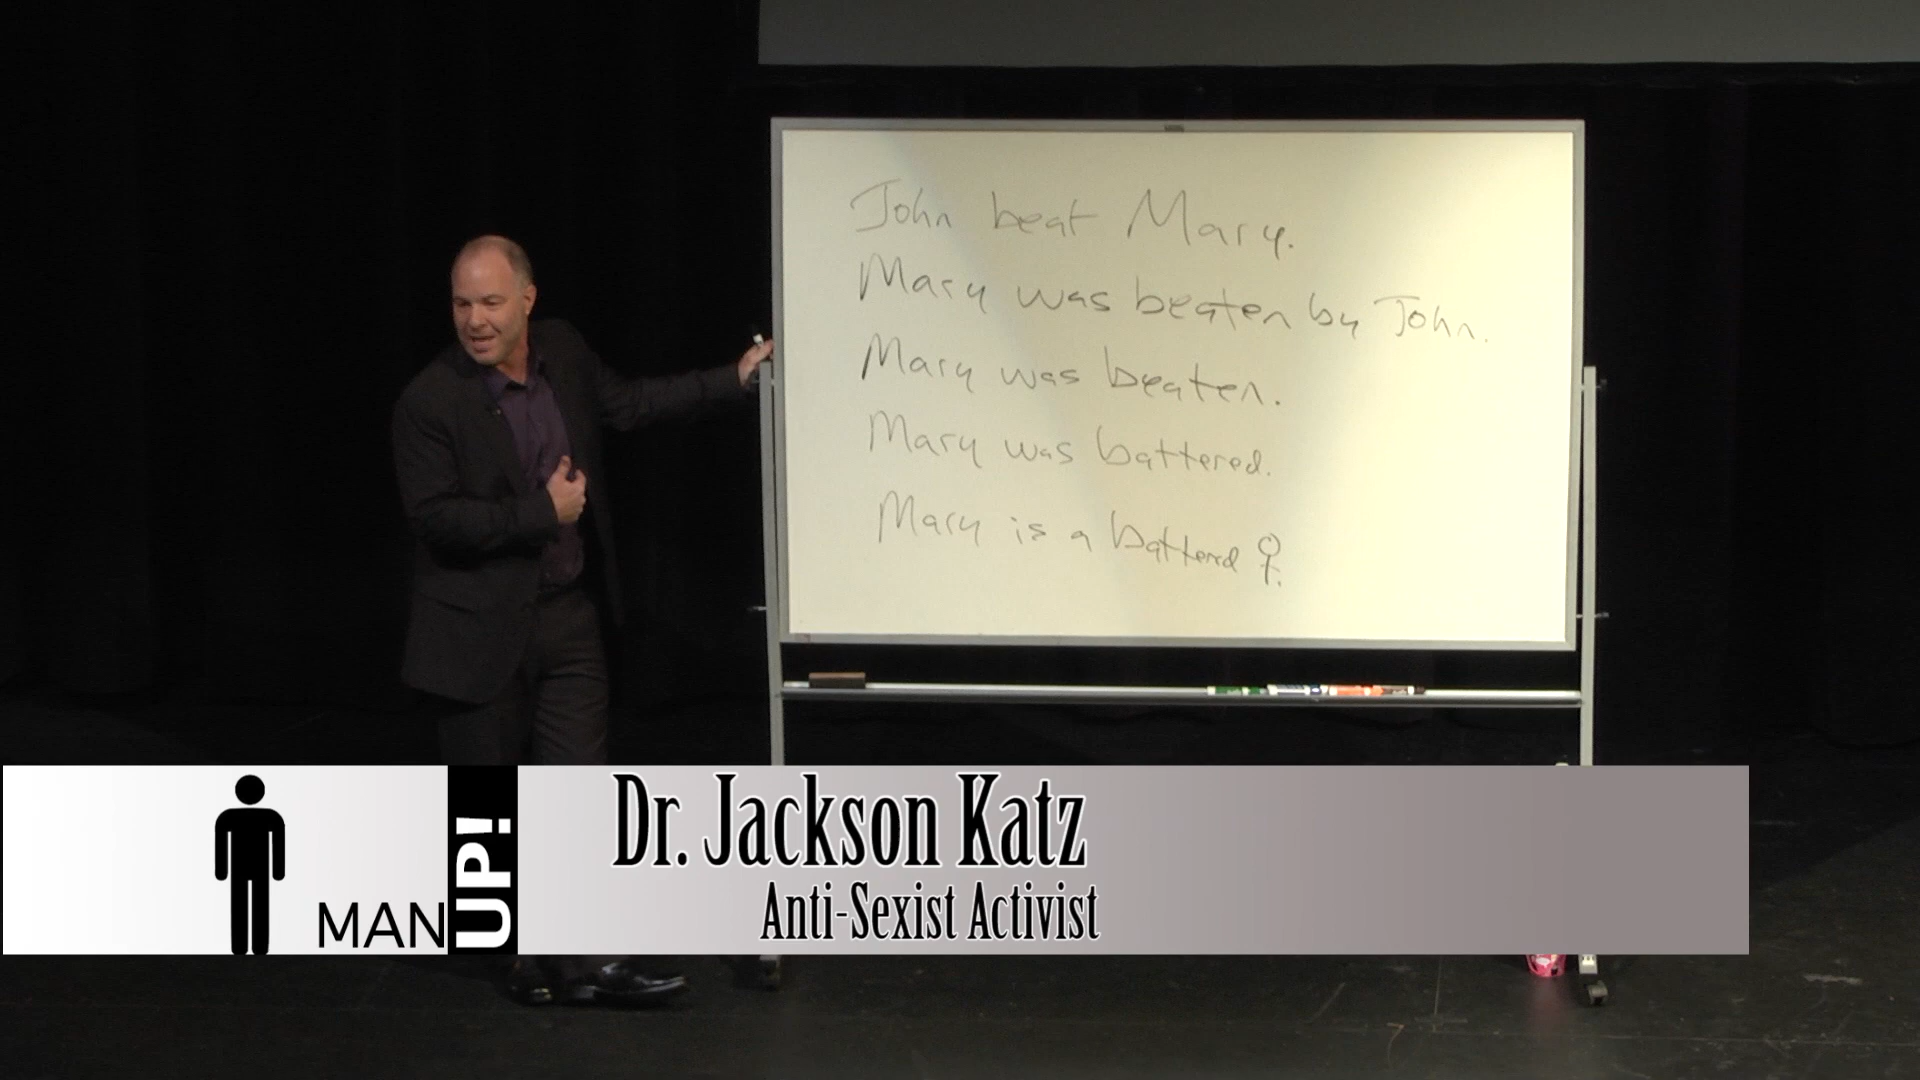 John beat Mary.
Mary was beaten by John.
Mary was beaten.
Mary was battered.
Mary is a battered ♀.
MAN UP!
Dr. Jackson Katz
Anti-Sexist Activist